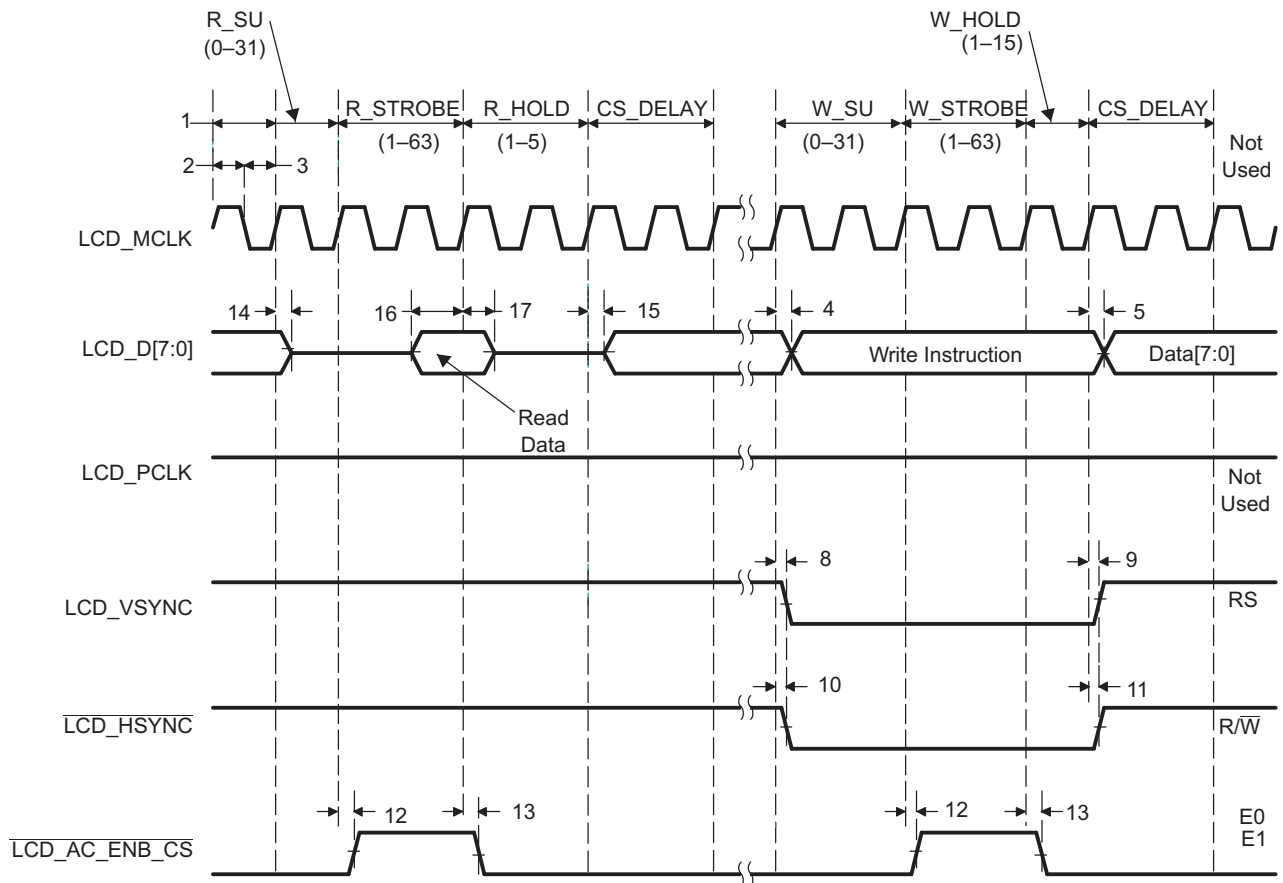 R_SU
(0–31)
W_HOLD
(1–15)
R_STROBE
R_HOLD
CS_DELAY
W_SU
W_STROBE
CS_DELAY
1
(1–63)
(1–5)
(0–31)
(1–63)
Not
Used
2
3
LCD_MCLK
14
16
17
15
4
5
LCD_D[7:0]
Write Instruction
Data[7:0]
Read
Data
LCD_PCLK
Not
Used
8
9
LCD_VSYNC
RS
10
11
LCD_HSYNC
R/W
12
13
12
13
E0
E1
LCD_AC_ENB_CS